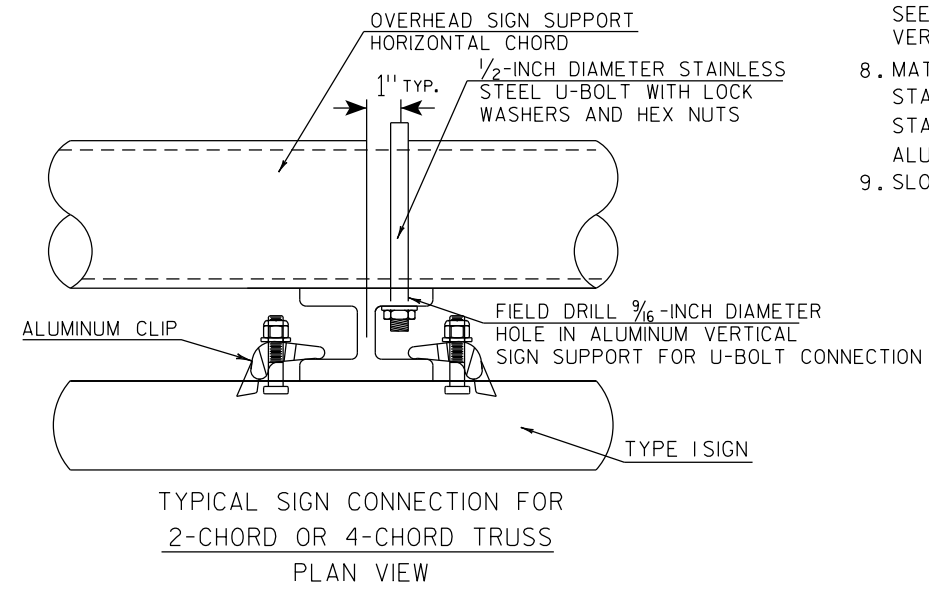 OVERHEAD SIGN SUPPORT
HORIZONTAL CHORD
1" TYP.
1/2-INCH DIAMETER STAINLESS
STEEL U-BOLT WITH LOCK
WASHERS AND HEX NUTS
SEE
VER
8. MAT
STA
STA
ALU
9. SLO
ALUMINUM CLIP
FIELD DRILL 9/16-INCH DIAMETER
HOLE IN ALUMINUM VERTICAL
SIGN SUPPORT FOR U-BOLT CONNECTION
TYPE I SIGN
TYPICAL SIGN CONNECTION FOR
2-CHORD OR 4-CHORD TRUSS
PLAN VIEW